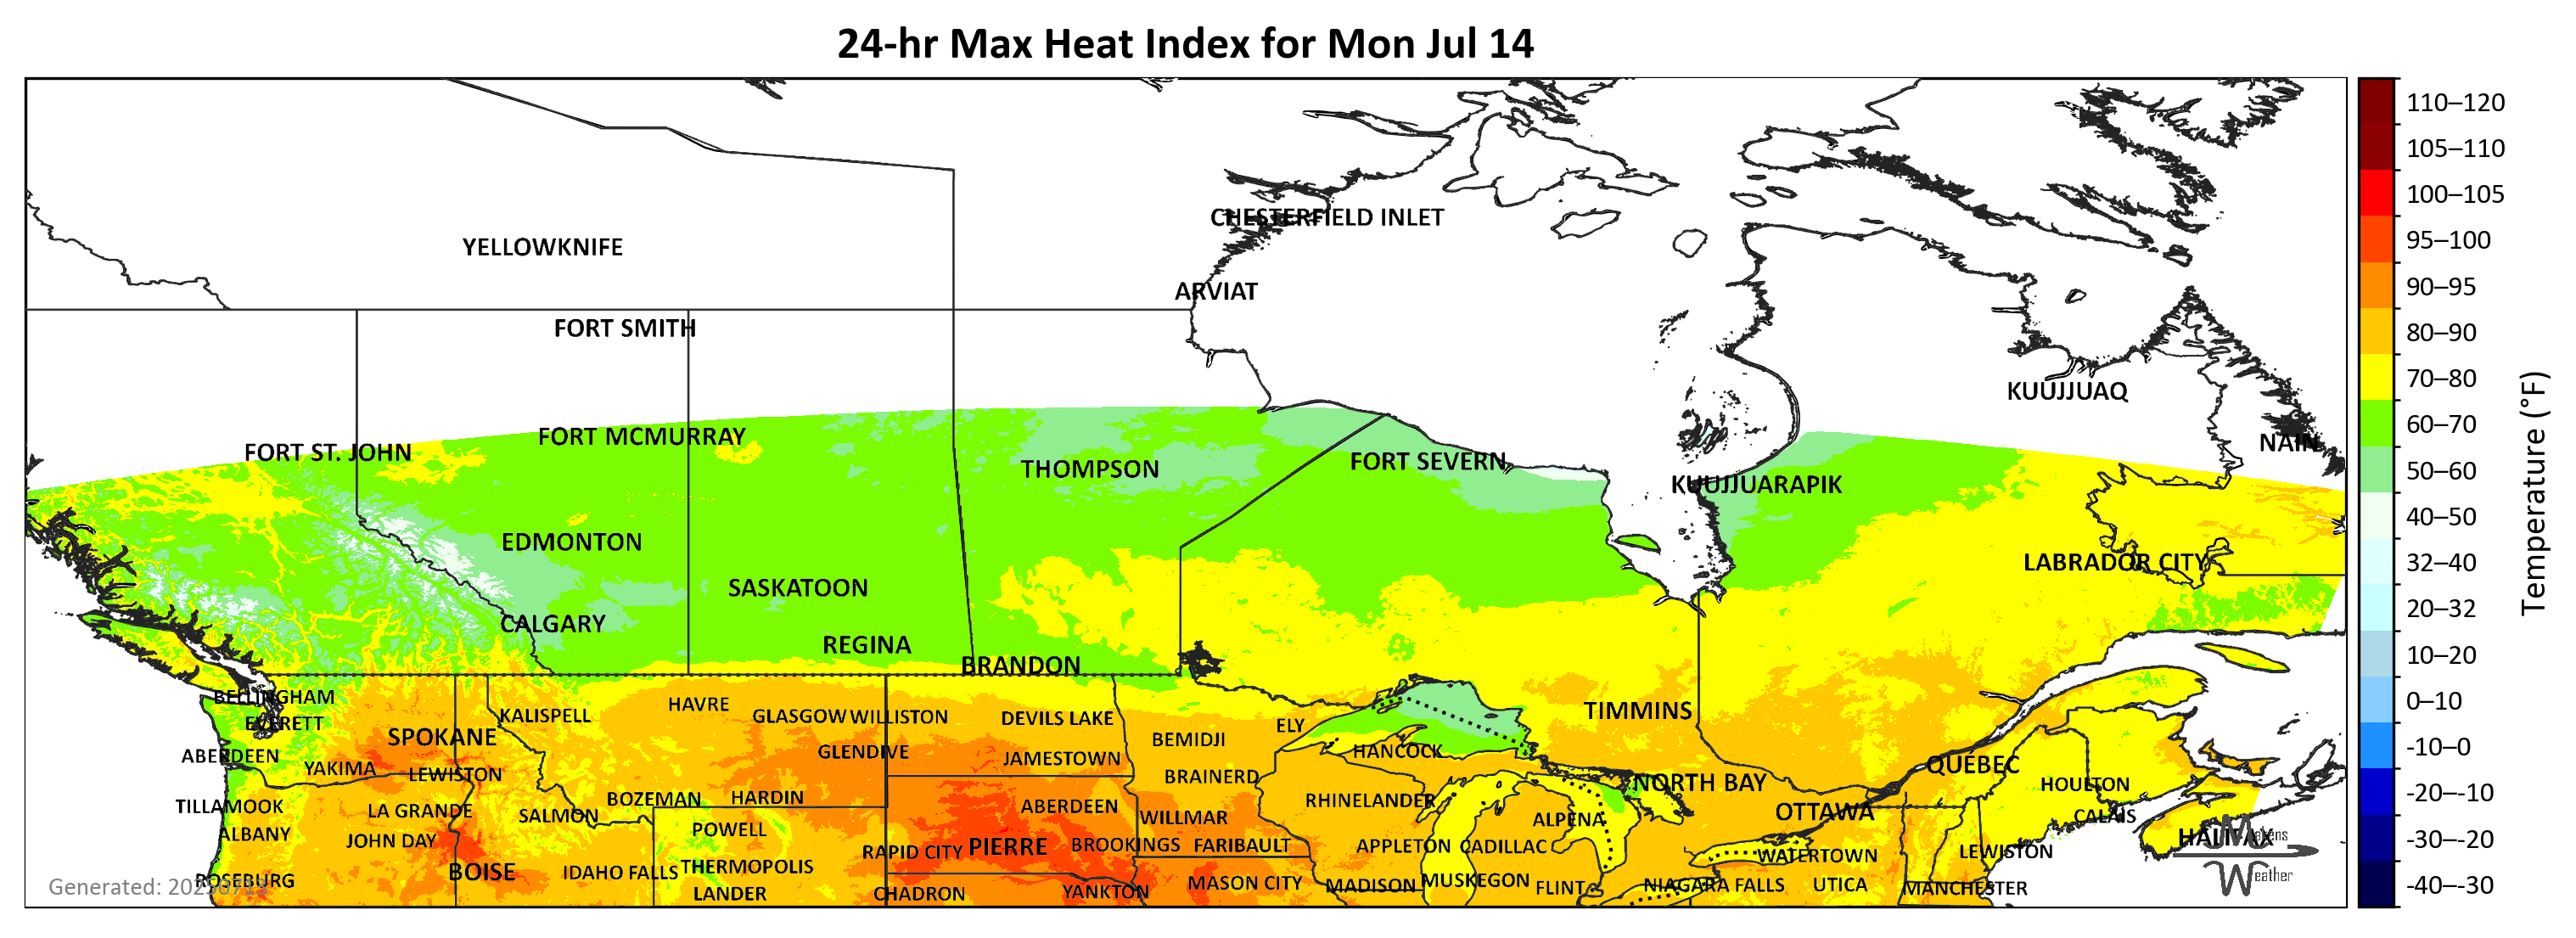 24-hr Max Heat Index for Mon Jul 14
110–120
105–110
100–105
95–100
90–95
80–90
70–80
60–70
50–60
40–50
32–40
20–32
10–20
0–10
-10–0
-20–-10
-30–-20
-40–-30
Temperature (°F)
CHESTERFIELD INLET
YELLOWKNIFE
ARVIAT
FORT SMITH
KUUJJUAQ
FORT MCMURRAY
NAIN
FORT ST. JOHN
FORT SEVERN
THOMPSON
KUUJJUARAPIK
EDMONTON
LABRADOR CITY
SASKATOON
CALGARY
REGINA
BRANDON
BELLINGHAM
HAVRE
TIMMINS
KALISPELL
GLASGOW
WILLISTON
DEVILS LAKE
EVERETT
ELY
SPOKANE
BEMIDJI
GLENDIVE
HANCOCK
ABERDEEN
JAMESTOWN
QUÉBEC
YAKIMA
LEWISTON
BRAINERD
NORTH BAY
HOULTON
BOZEMAN
HARDIN
RHINELANDER
TILLAMOOK
LA GRANDE
SALMON
ABERDEEN
WILLMAR
ALPENA
OTTAWA
CALAIS
ALBANY
POWELL
HALIFAX
JOHN DAY
RAPID CITY
PIERRE
BROOKINGS
FARIBAULT
APPLETON
CADILLAC
WATERTOWN
LEWISTON
BOISE
IDAHO FALLS
THERMOPOLIS
ROSEBURG
MASON CITY
MADISON
MUSKEGON
FLINT
NIAGARA FALLS
UTICA
MANCHESTER
LANDER
CHADRON
YANKTON
Weather